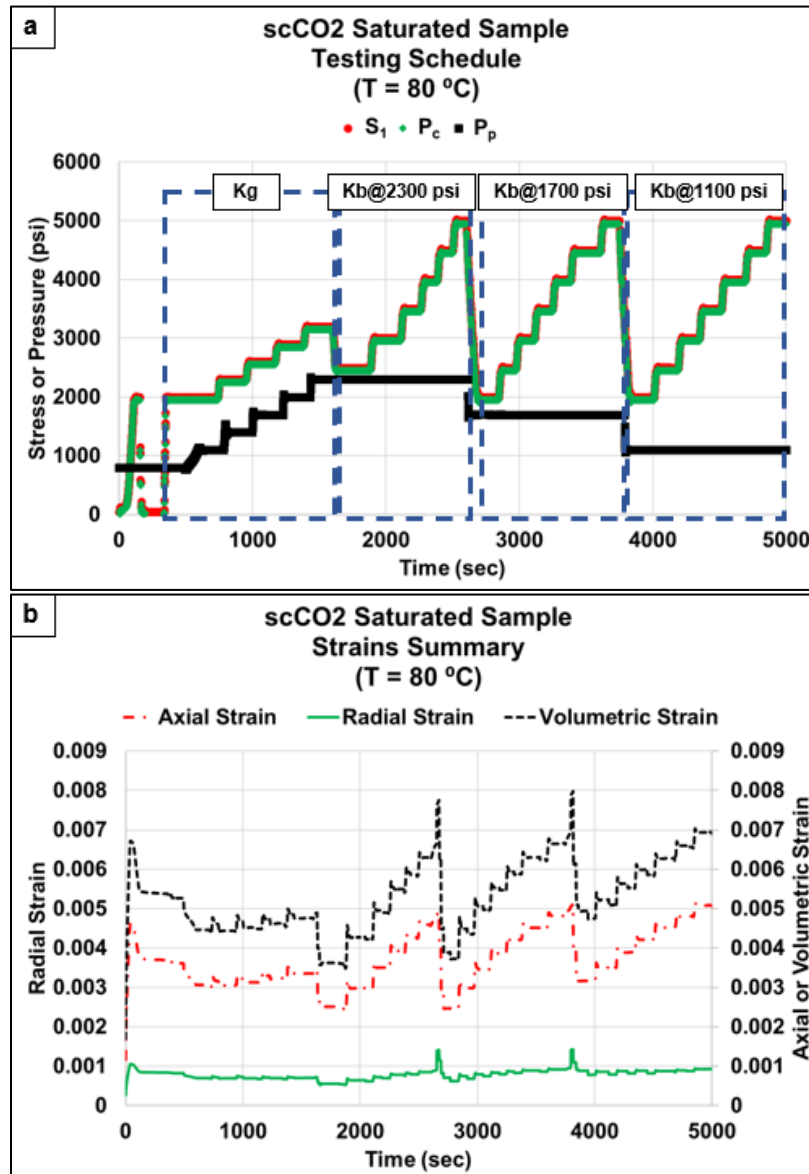 a
scCO2 Saturated Sample
Testing Schedule
(T = 80 ºC)
S1 Pc Pp
Kg Kb@2300 psi Kb@1700 psi Kb@1100 psi
Stress or Pressure (psi)
6000
5000
4000
3000
2000
1000
0
0 1000 2000 3000 4000 5000
Time (sec)
b
scCO2 Saturated Sample
Strains Summary
(T = 80 ºC)
Axial Strain Radial Strain Volumetric Strain
Radial Strain
0.009 0.009
0.008 0.008
0.007 0.007
0.006 0.006
0.005 0.005
0.004 0.004
0.003 0.003
0.002 0.002
0.001 0.001
0 0
Axial or Volumetric Strain
0 1000 2000 3000 4000 5000
Time (sec)